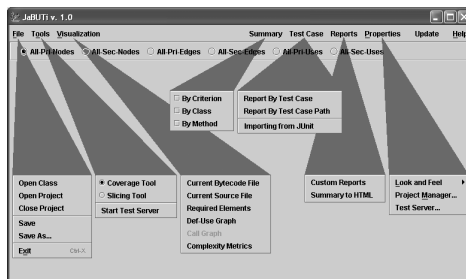 JaBUTi v. 1.0
File Tools Visualization Summary Test Case Reports Properties Update Help
All-Pri-Nodes All-Sec-Nodes All-Pri-Edges All-Sec-Edges All-Pri-Uses All-Sec-Uses
By Criterion
By Class
By Method
Report By Test Case
Report By Test Case Path
Importing from JUnit
Open Class
Open Project
Close Project
Save
Save As...
Exit Ctrl-X
Coverage Tool
Slicing Tool
Start Test Server
Current Bytecode File
Current Source File
Required Elements
Def-Use Graph
Call Graph
Complexity Metrics
Custom Reports
Summary to HTML
Look and Feel
Project Manager...
Test Server...